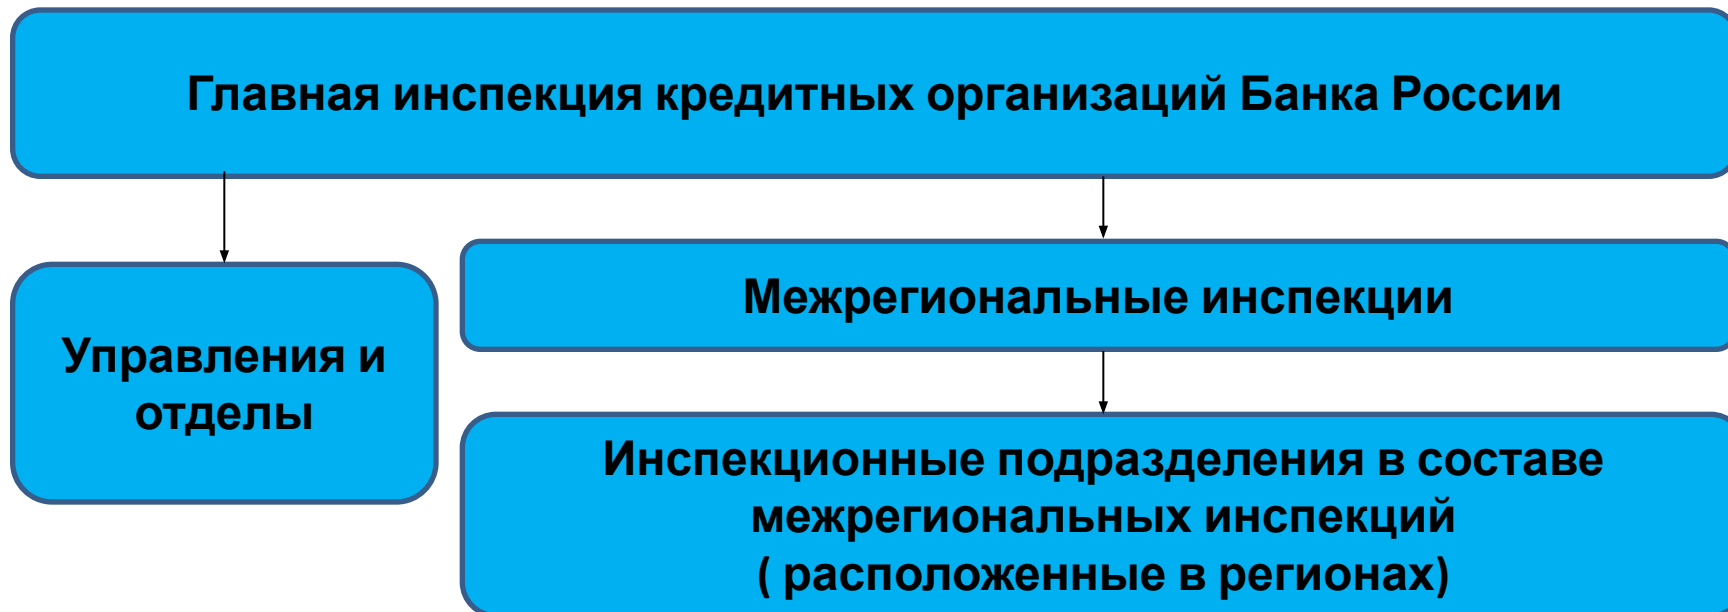 Главная инспекция кредитных организаций Банка России
Управления и
отделы
Межрегиональные инспекции
Инспекционные подразделения в составе
межрегиональных инспекций
( расположенные в регионах)